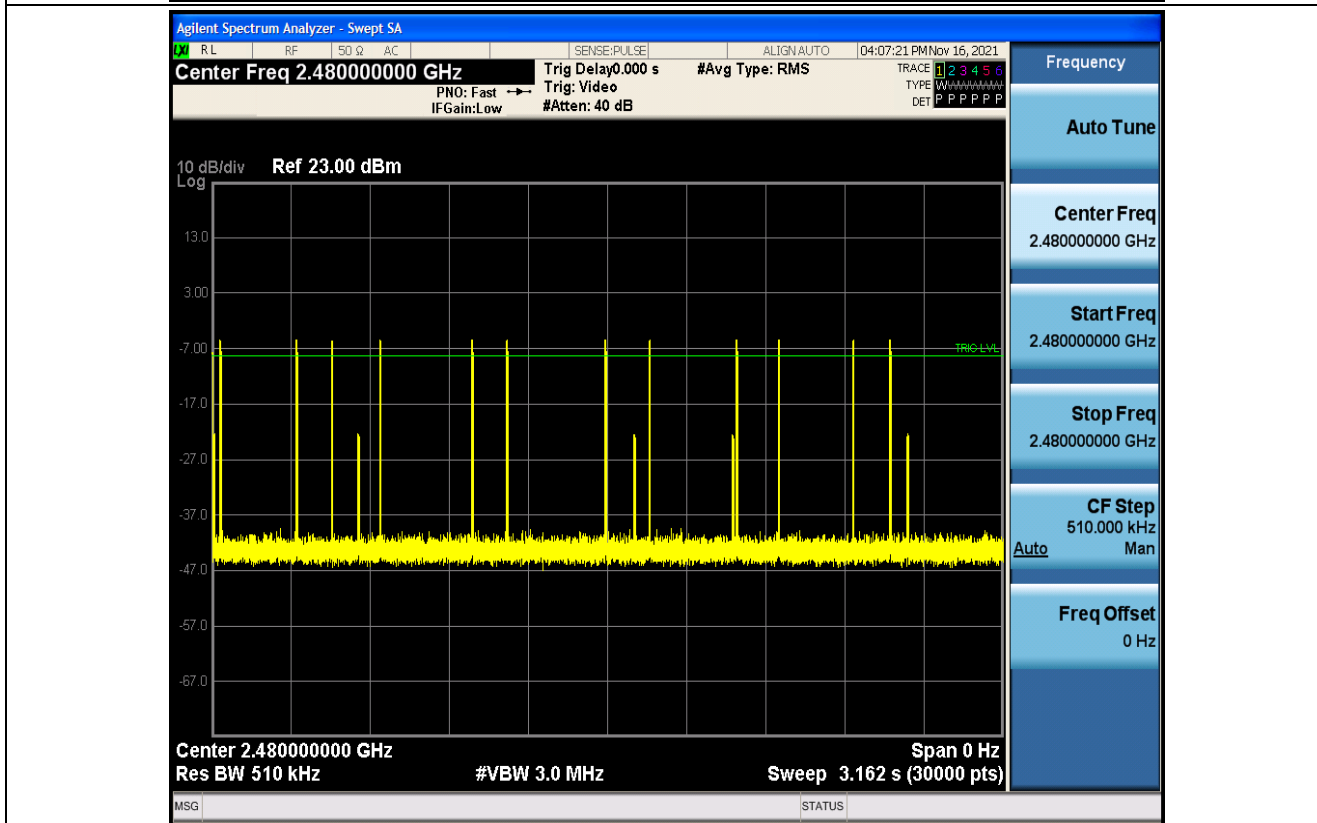 Agilent Spectrum Analyzer - Swept SA
LXI RL RF 50 Ω AC SENSE:PULSE ALIGN AUTO 04:07:21 PM Nov 16, 2021
Center Freq 2.480000000 GHz
PNO: Fast
IFGain:Low
Trig Delay0.000 s
Trig: Video
#Atten: 40 dB
#Avg Type: RMS
TRACE 1 2 3 4 5 6
TYPE WWWWWW
DET P P P P P P
10 dB/div
Log
Ref 23.00 dBm
13.0
3.00
-7.00
TRIG LVL
-17.0
-27.0
-37.0
-47.0
-57.0
-67.0
Center 2.480000000 GHz
Span 0 Hz
Res BW 510 kHz
#VBW 3.0 MHz
Sweep 3.162 s (30000 pts)
MSG
STATUS
Frequency
Auto Tune
Center Freq
2.480000000 GHz
Start Freq
2.480000000 GHz
Stop Freq
2.480000000 GHz
CF Step
510.000 kHz
Auto Man
Freq Offset
0 Hz